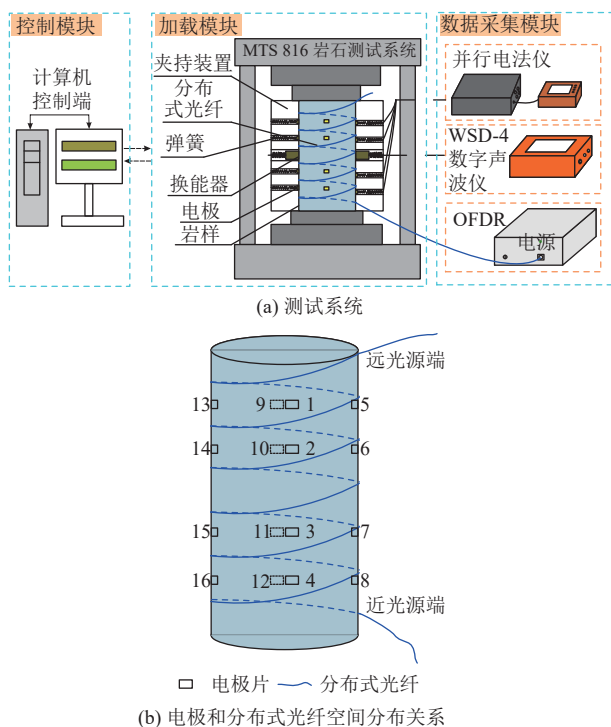 控制模块
加载模块
数据采集模块
MTS 816 岩石测试系统
计算机
控制端
夹持装置
分布
式光纤
弹簧
换能器
电极
岩样
并行电法仪
WSD-4
数字声
波仪
OFDR
电源
(a) 测试系统
远光源端
13 9 1 5
14 10 2 6
15 11 3 7
16 12 4 8
近光源端
电极片 分布式光纤
(b) 电极和分布式光纤空间分布关系